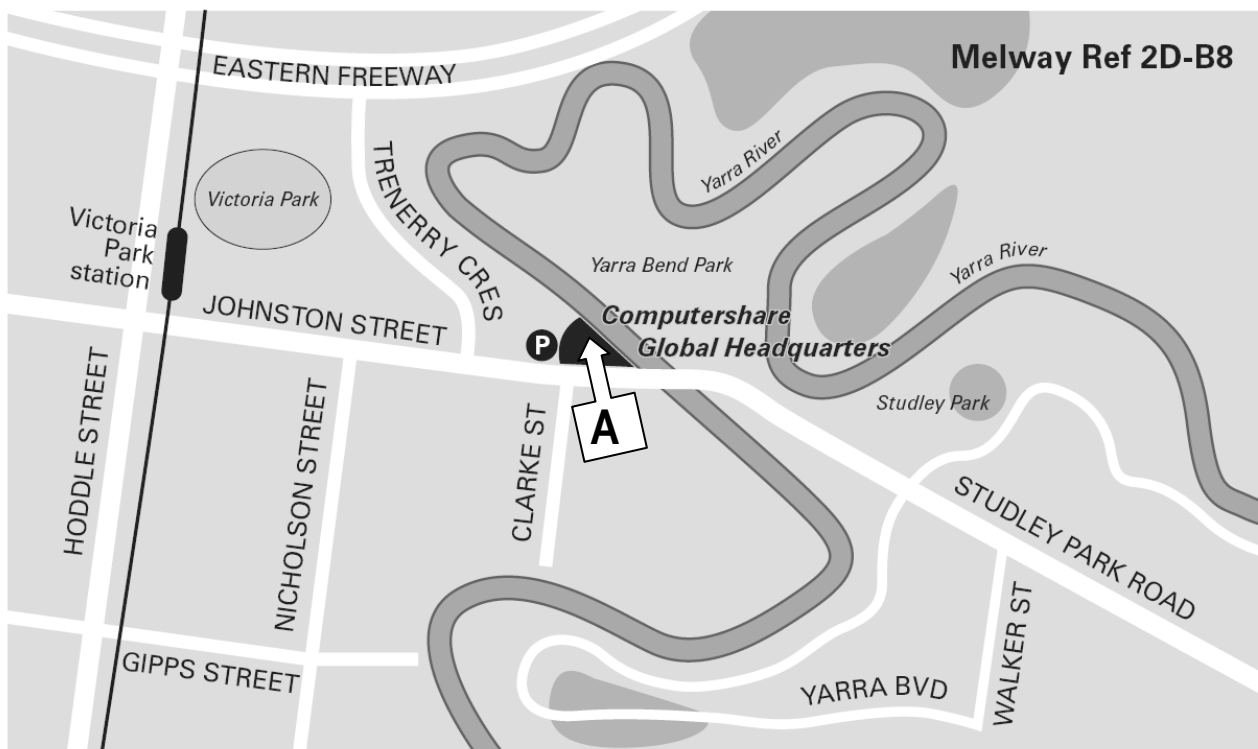 Melway Ref 2D-B8
EASTERN FREEWAY
Yarra River
TRENERRY CRES
Victoria Park
Victoria
Park
station
Yarra Bend Park
Yarra River
JOHNSTON STREET
P
Computershare
Global Headquarters
A
Studley Park
HODDLE STREET
NICHOLSON STREET
CLARKE ST
STUDLEY PARK ROAD
WALKER ST
GIPPS STREET
YARRA BVD